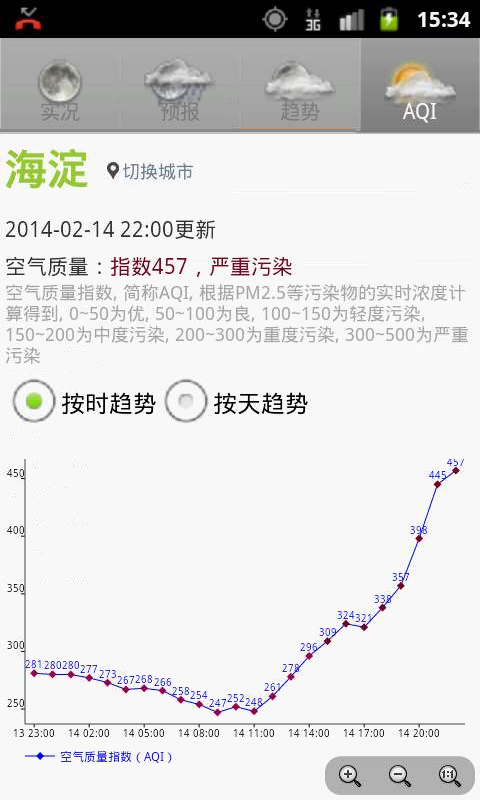 3G 15:34
实况 预报 趋势 AQI
海淀 切换城市
2014-02-14 22:00更新
空气质量：指数457，严重污染
空气质量指数, 简称AQI, 根据PM2.5等污染物的实时浓度计
算得到, 0~50为优, 50~100为良, 100~150为轻度污染,
150~200为中度污染, 200~300为重度污染, 300~500为严重
污染
按时趋势 按天趋势
457
450
445
400
398
350
357
338
324 321
309
300
296
281 280 280 277 273 267 268 266 258 254 247 252 248 261 278
250
13 23:00 14 02:00 14 05:00 14 08:00 14 11:00 14 14:00 14 17:00 14 20:00
空气质量指数（AQI）
1:1